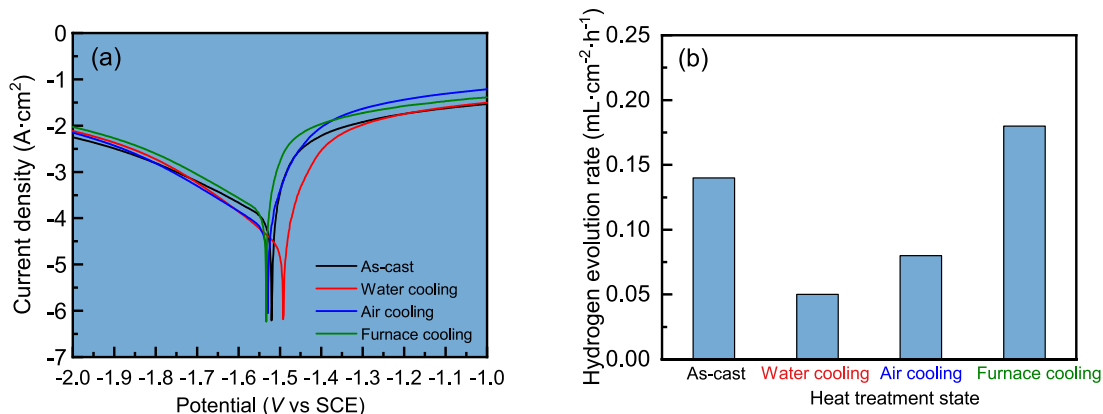 (a)
0
-1
-2
-3
-4
-5
-6
-7
Current density (A·cm²)
As-cast
Water cooling
Air cooling
Furnace cooling
-2.0 -1.9 -1.8 -1.7 -1.6 -1.5 -1.4 -1.3 -1.2 -1.1 -1.0
Potential (V vs SCE)
(b)
0.25
0.20
0.15
0.10
0.05
0.00
Hydrogen evolution rate (mL·cm⁻²·h⁻¹)
As-cast Water cooling Air cooling Furnace cooling
Heat treatment state